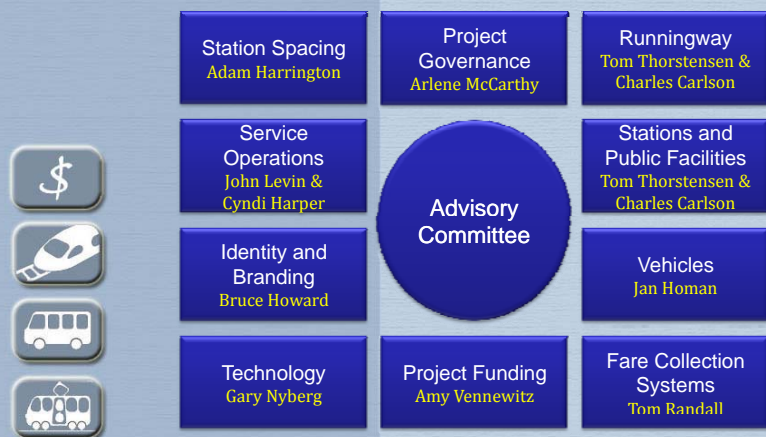 Station Spacing
Adam Harrington
Project
Governance
Arlene McCarthy
Runningway
Tom Thorstensen &
Charles Carlson
Service
Operations
John Levin &
Cyndi Harper
Advisory
Committee
Stations and
Public Facilities
Tom Thorstensen &
Charles Carlson
Identity and
Branding
Bruce Howard
Vehicles
Jan Homan
Technology
Gary Nyberg
Project Funding
Amy Vennewitz
Fare Collection
Systems
Tom Randall
$